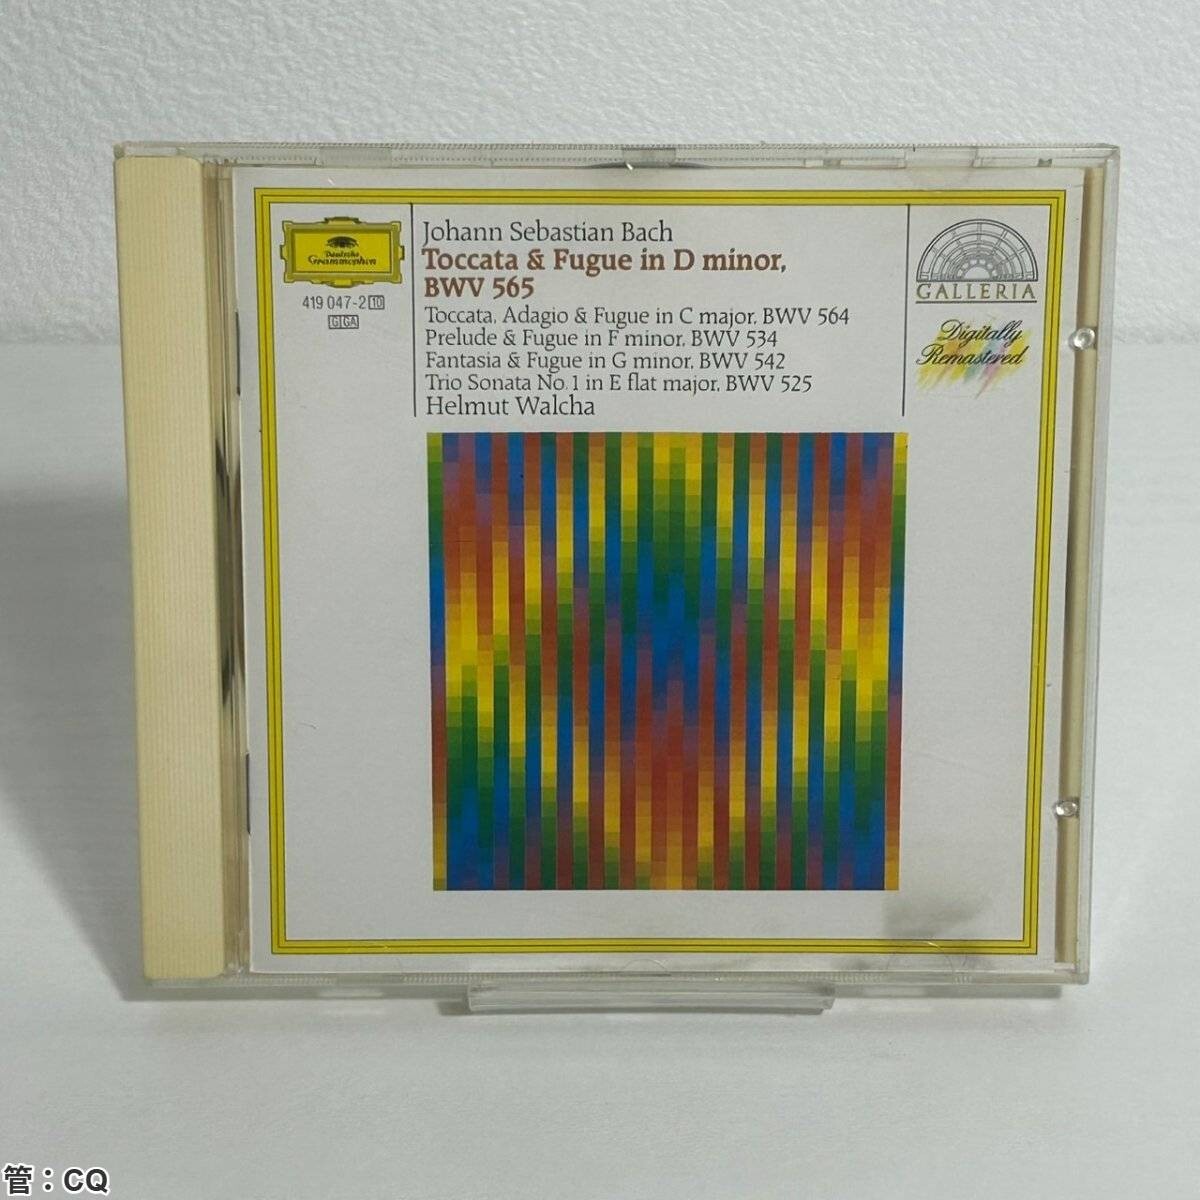 Deutsche
Grammophon
419 047-2 10
G GA
Johann Sebastian Bach
Toccata & Fugue in D minor,
BWV 565
Toccata, Adagio & Fugue in C major, BWV 564
Prelude & Fugue in F minor, BWV 534
Fantasia & Fugue in G minor, BWV 542
Trio Sonata No. 1 in E flat major, BWV 525
Helmut Walcha
GALLERIA
Digitally
Remastered
管：CQ